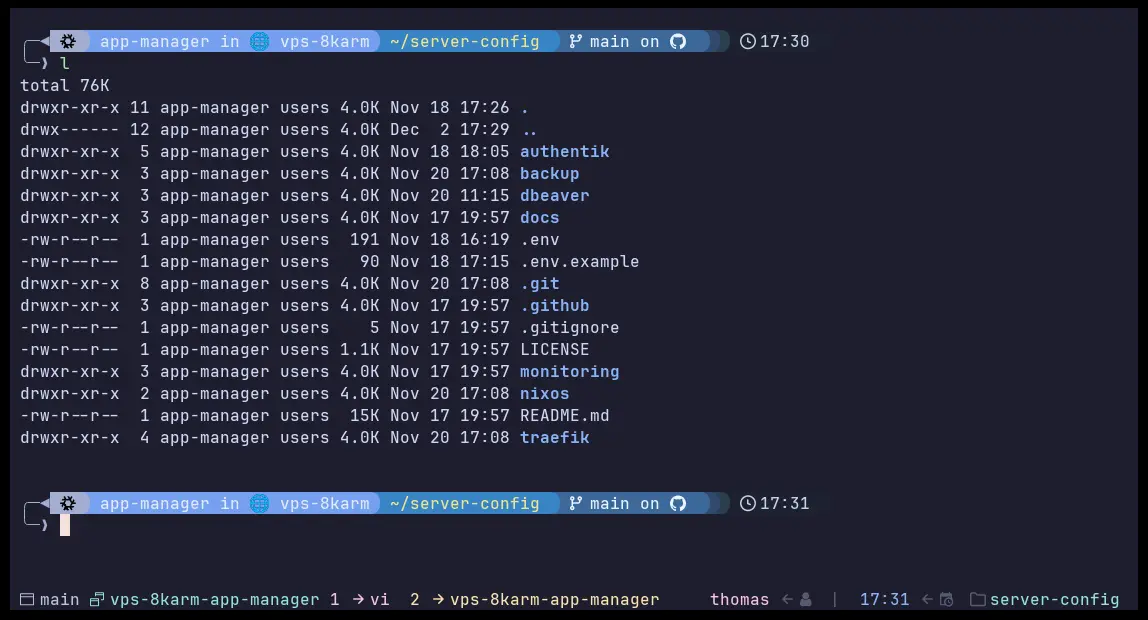 app-manager in 🌐 vps-8karm ~/server-config main on 17:30
❯ l
total 76K
drwxr-xr-x 11 app-manager users 4.0K Nov 18 17:26 .
drwx------ 12 app-manager users 4.0K Dec  2 17:29 ..
drwxr-xr-x  5 app-manager users 4.0K Nov 18 18:05 authentik
drwxr-xr-x  3 app-manager users 4.0K Nov 20 17:08 backup
drwxr-xr-x  3 app-manager users 4.0K Nov 20 11:15 dbeaver
drwxr-xr-x  3 app-manager users 4.0K Nov 17 19:57 docs
-rw-r--r--  1 app-manager users  191 Nov 18 16:19 .env
-rw-r--r--  1 app-manager users   90 Nov 18 17:15 .env.example
drwxr-xr-x  8 app-manager users 4.0K Nov 20 17:08 .git
drwxr-xr-x  3 app-manager users 4.0K Nov 17 19:57 .github
-rw-r--r--  1 app-manager users    5 Nov 17 19:57 .gitignore
-rw-r--r--  1 app-manager users 1.1K Nov 17 19:57 LICENSE
drwxr-xr-x  3 app-manager users 4.0K Nov 17 19:57 monitoring
drwxr-xr-x  2 app-manager users 4.0K Nov 20 17:08 nixos
-rw-r--r--  1 app-manager users  15K Nov 17 19:57 README.md
drwxr-xr-x  4 app-manager users 4.0K Nov 20 17:08 traefik
app-manager in 🌐 vps-8karm ~/server-config main on 17:31
❯
main vps-8karm-app-manager 1 → vi 2 → vps-8karm-app-manager thomas ← | 17:31 ← server-config